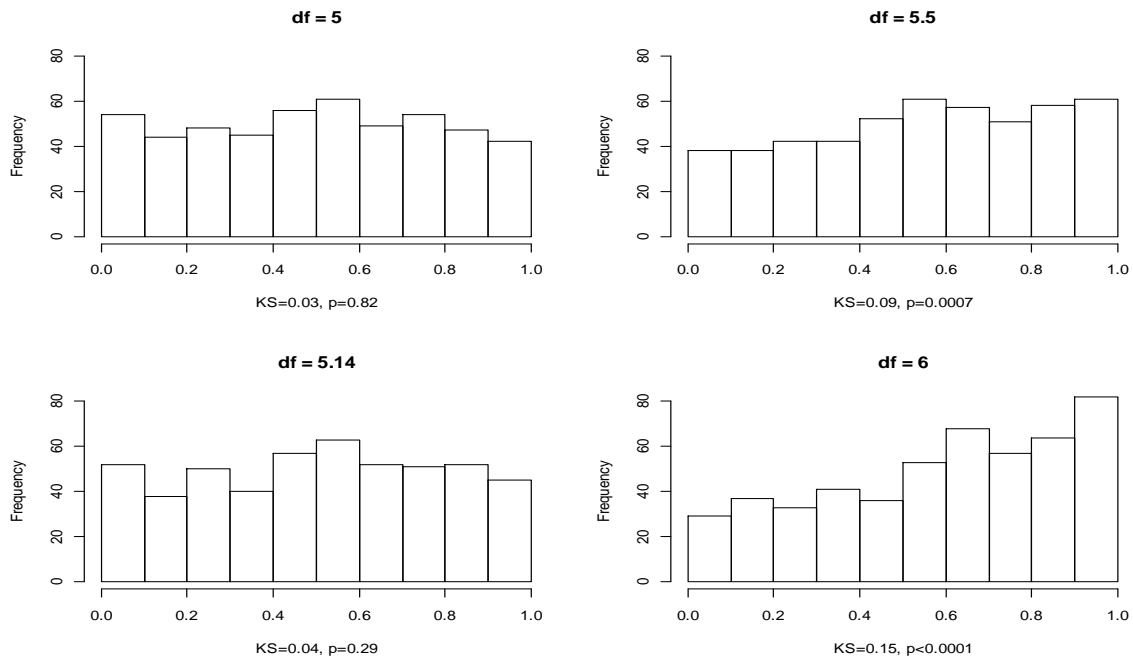 df = 5
80
60
40
20
0
Frequency
0.0 0.2 0.4 0.6 0.8 1.0
KS=0.03, p=0.82
df = 5.5
80
60
40
20
0
Frequency
0.0 0.2 0.4 0.6 0.8 1.0
KS=0.09, p=0.0007
df = 5.14
80
60
40
20
0
Frequency
0.0 0.2 0.4 0.6 0.8 1.0
KS=0.04, p=0.29
df = 6
80
60
40
20
0
Frequency
0.0 0.2 0.4 0.6 0.8 1.0
KS=0.15, p<0.0001